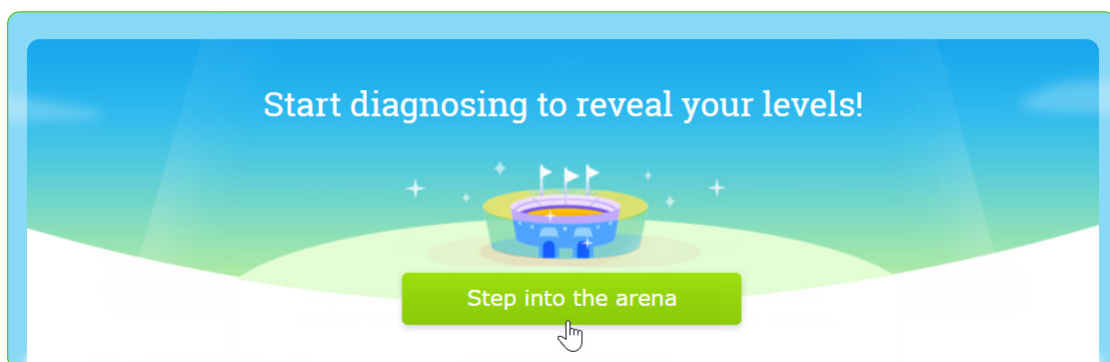 Start diagnosing to reveal your levels!
Step into the arena